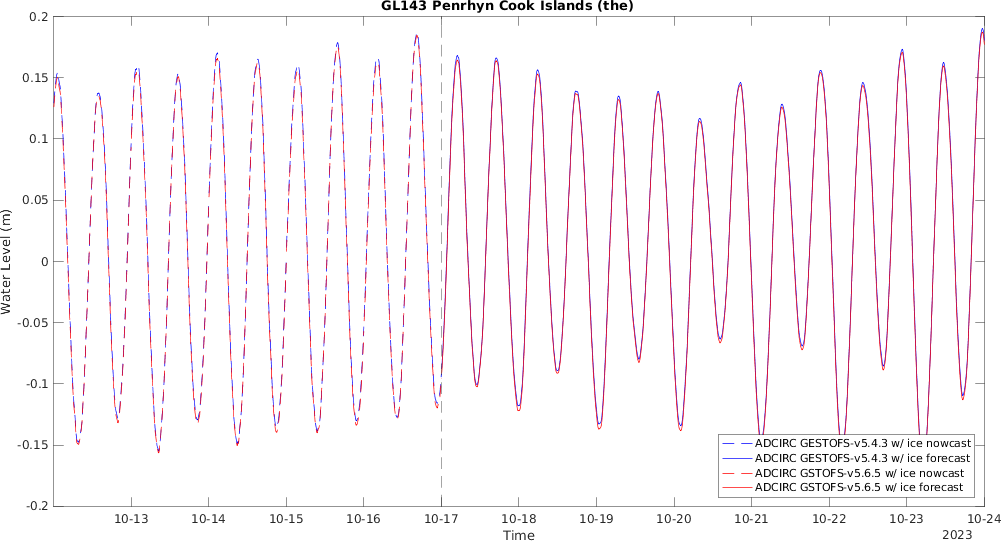 GL143 Penrhyn Cook Islands (the)
0.2
0.15
0.1
0.05
0
-0.05
-0.1
-0.15
-0.2
Water Level (m)
ADCIRC GESTOFS-v5.4.3 w/ ice nowcast
ADCIRC GESTOFS-v5.4.3 w/ ice forecast
ADCIRC GSTOFS-v5.6.5 w/ ice nowcast
ADCIRC GSTOFS-v5.6.5 w/ ice forecast
10-13 10-14 10-15 10-16 10-17 10-18 10-19 10-20 10-21 10-22 10-23 10-24
Time
2023